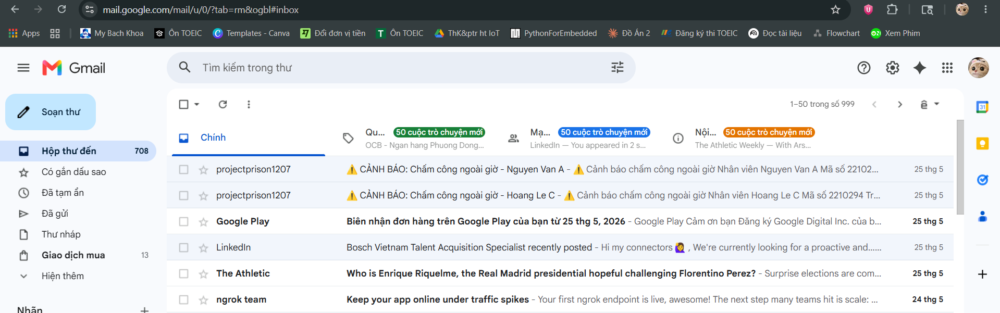 mail.google.com/mail/u/0/?tab=rm&ogbl#inbox
Apps My Bach Khoa Ôn TOEIC Templates - Canva Đổi đơn vị tiền Ôn TOEIC ThK&ptr ht IoT PythonForEmbedded Đồ Án 2 Đăng ký thi TOEIC Đọc tài liệu Flowchart Xem Phim
Gmail
Tìm kiếm trong thư
Soạn thư
1–50 trong số 999
Chính
Qu... 50 cuộc trò chuyện mới
OCB - Ngan hang Phuong Dong...
Mạ... 50 cuộc trò chuyện mới
LinkedIn — You appeared in 2 s...
Nội... 50 cuộc trò chuyện mới
The Athletic Weekly — With Ars...
Hộp thư đến 708
Có gắn dấu sao
Đã tạm ẩn
Đã gửi
Thư nháp
Giao dịch mua 13
Hiện thêm
Nhãn
projectprison1207 ⚠️ CẢNH BÁO: Chấm công ngoài giờ - Nguyen Van A - ⚠️ Cảnh báo chấm công ngoài giờ Nhân viên Nguyen Van A Mã số 22102... 25 thg 5
projectprison1207 ⚠️ CẢNH BÁO: Chấm công ngoài giờ - Hoang Le C - ⚠️ Cảnh báo chấm công ngoài giờ Nhân viên Hoang Le C Mã số 2210294 Tr... 25 thg 5
Google Play Biên nhận đơn hàng trên Google Play của bạn từ 25 thg 5, 2026 - Google Play Cảm ơn bạn Đăng ký Google Digital Inc. của b... 25 thg 5
LinkedIn Bosch Vietnam Talent Acquisition Specialist recently posted - Hi my connectors 🙋‍♀️ , We're currently looking for a proactive and...... 25 thg 5
The Athletic Who is Enrique Riquelme, the Real Madrid presidential hopeful challenging Florentino Perez? - Surprise elections are com... 25 thg 5
ngrok team Keep your app online under traffic spikes - Your first ngrok endpoint is live, awesome! The next step many teams hit is scale: ... 24 thg 5